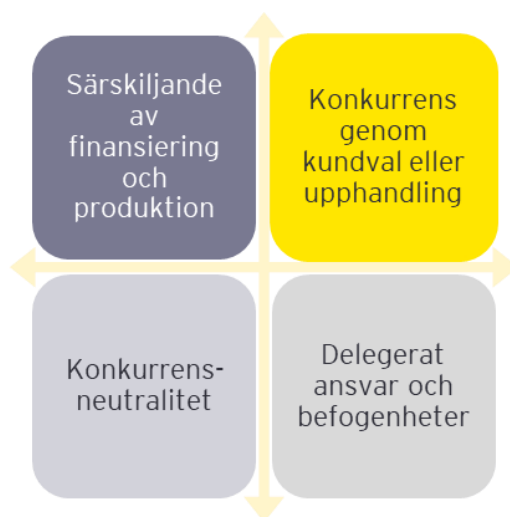 Särskiljande
av
finansiering
och
produktion
Konkurrens
genom
kundval eller
upphandling
Konkurrens-
neutralitet
Delegerat
ansvar och
befogenheter